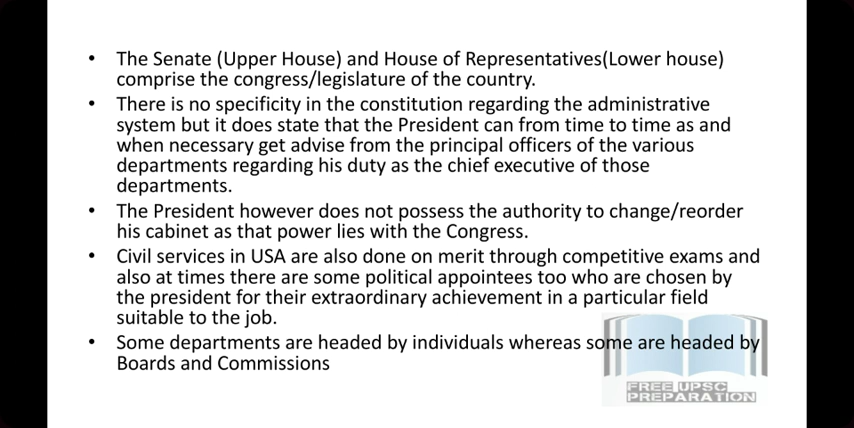 • The Senate (Upper House) and House of Representatives(Lower house)
comprise the congress/legislature of the country.
• There is no specificity in the constitution regarding the administrative
system but it does state that the President can from time to time as and
when necessary get advise from the principal officers of the various
departments regarding his duty as the chief executive of those
departments.
• The President however does not possess the authority to change/reorder
his cabinet as that power lies with the Congress.
• Civil services in USA are also done on merit through competitive exams and
also at times there are some political appointees too who are chosen by
the president for their extraordinary achievement in a particular field
suitable to the job.
• Some departments are headed by individuals whereas some are headed by
Boards and Commissions
FREE UPSC
PREPARATION